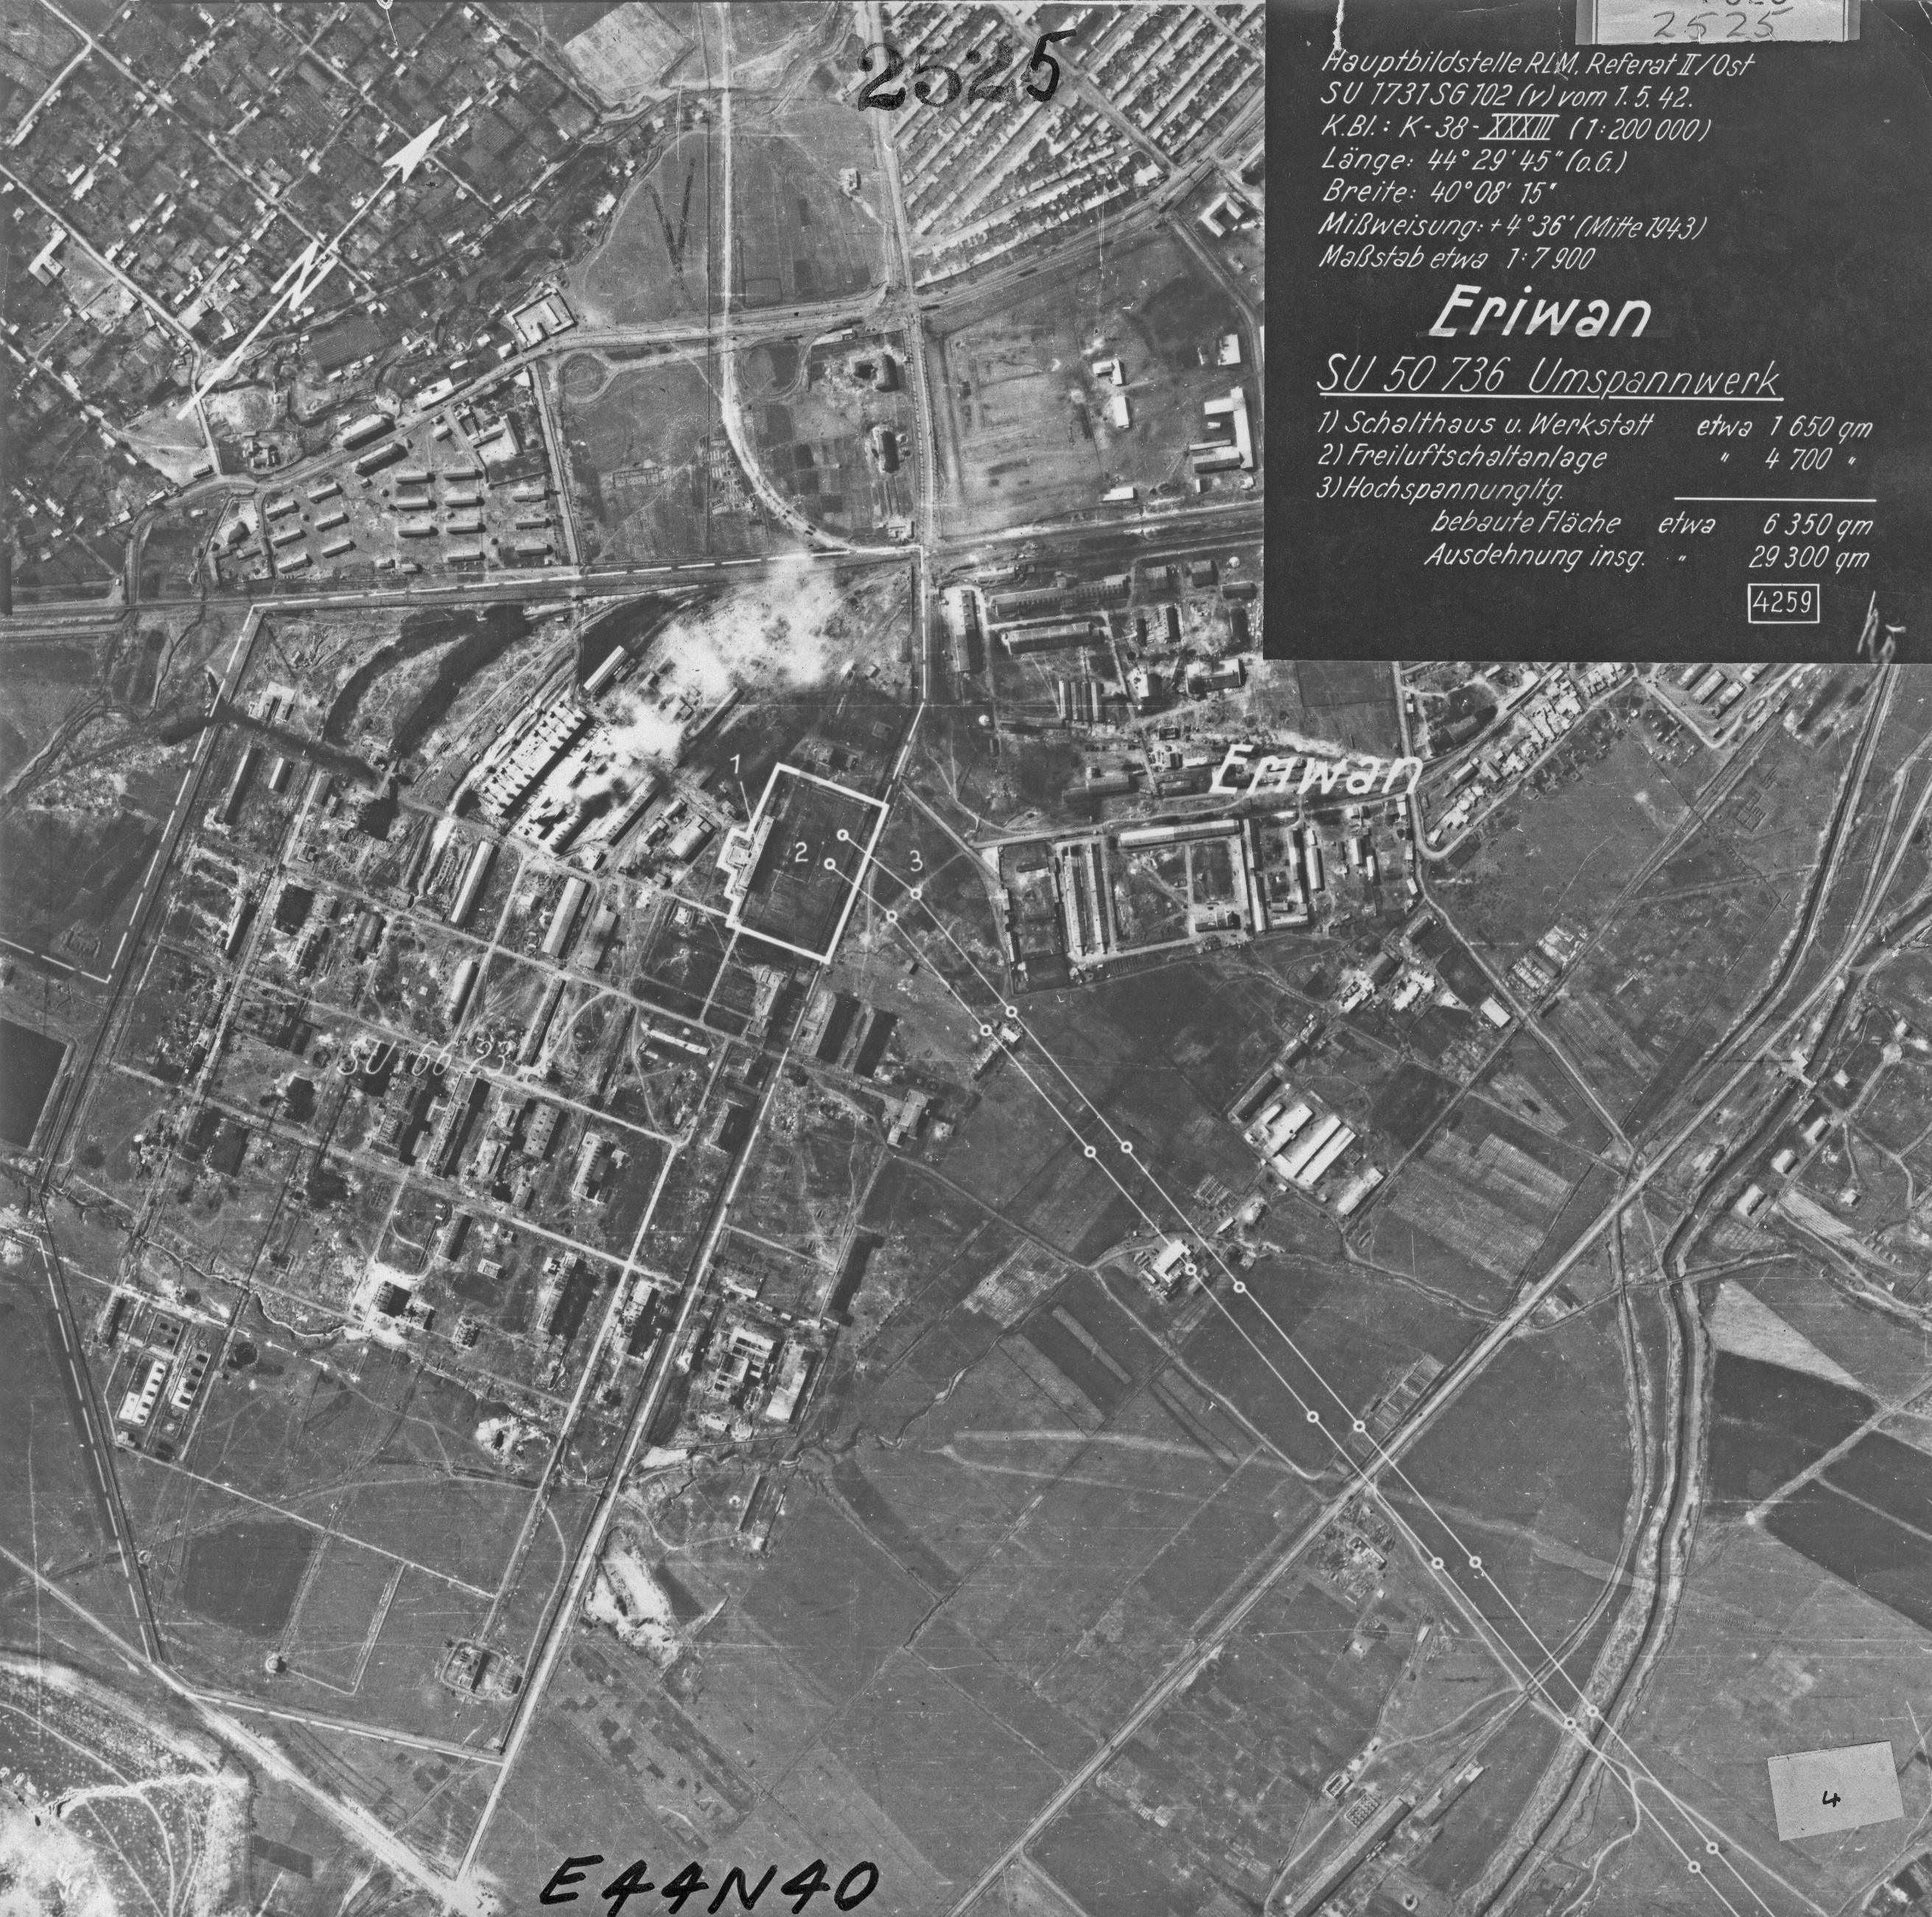 2525
2525
Hauptbildstelle RLM, Referat II/Ost
SU 1731 SG 102 (v) vom 1.5.42.
K.Bl.: K-38-XXXIII (1:200 000)
Länge: 44° 29' 45" (o.G.)
Breite: 40° 08' 15"
Mißweisung: +4° 36' (Mitte 1943)
Maßstab etwa 1:7 900
Eriwan
SU 50 736 Umspannwerk
1) Schalthaus u. Werkstatt etwa 1 650 qm
2) Freiluftschaltanlage " 4 700 "
3) Hochspannungltg.
bebaute Fläche etwa 6 350 qm
Ausdehnung insg. " 29 300 qm
4259
N
Eriwan
1
2
3
SU 66 23
4
E44N40